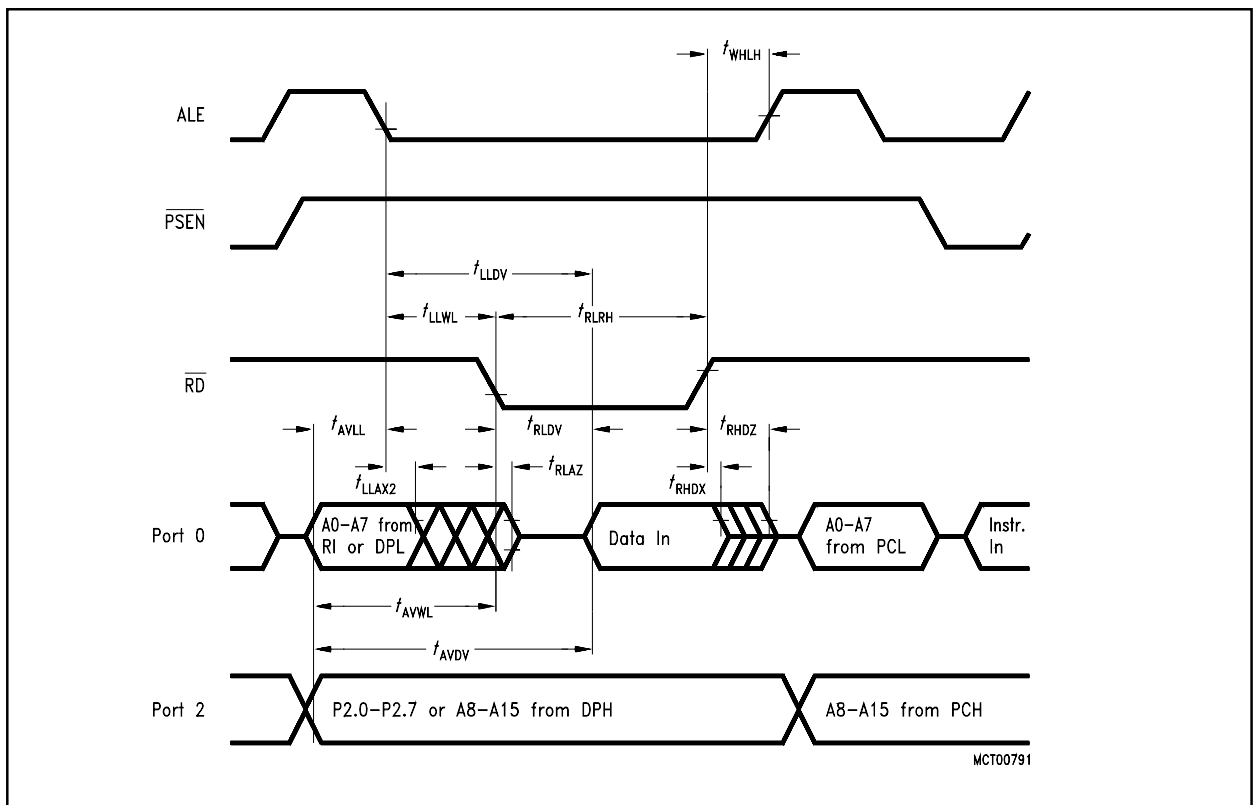 tWHLH
ALE
PSEN
tLLDV
tLLWL
tRLRH
RD
tAVLL
tRLDV
tRHDZ
tRLAZ
tLLAX2
tRHDX
Port 0
A0-A7 from
RI or DPL
Data In
A0-A7
from PCL
Instr.
In
tAVWL
tAVDV
Port 2
P2.0-P2.7 or A8-A15 from DPH
A8-A15 from PCH
MCT00791